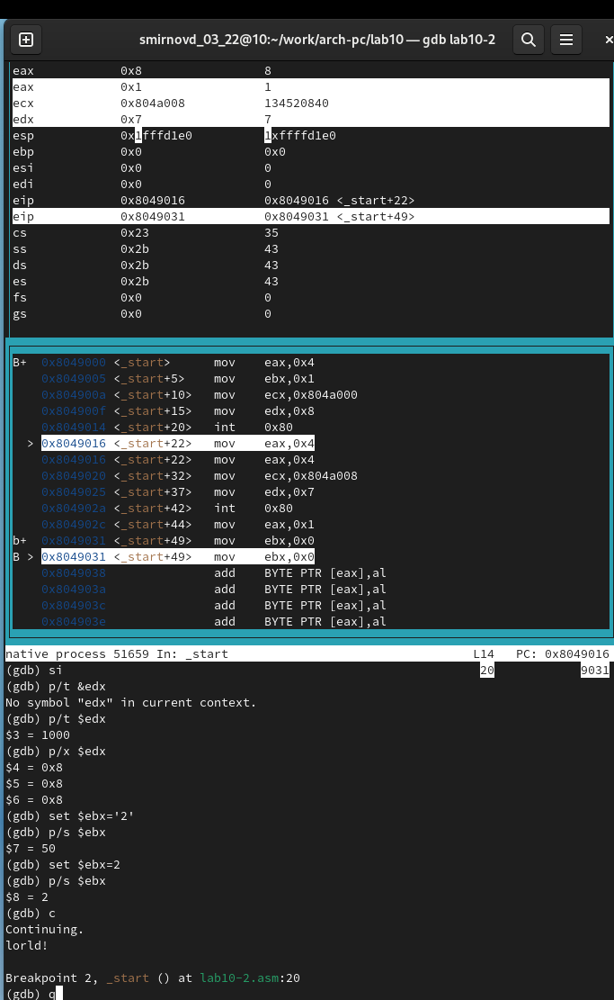 smirnovd_03_22@10:~/work/arch-pc/lab10 — gdb lab10-2
eax 0x8 8
eax 0x1 1
ecx 0x804a008 134520840
edx 0x7 7
esp 0x1fffd1e0 1xffffd1e0
ebp 0x0 0x0
esi 0x0 0
edi 0x0 0
eip 0x8049016 0x8049016 <_start+22>
eip 0x8049031 0x8049031 <_start+49>
cs 0x23 35
ss 0x2b 43
ds 0x2b 43
es 0x2b 43
fs 0x0 0
gs 0x0 0
B+ 0x8049000 <_start> mov eax,0x4
0x8049005 <_start+5> mov ebx,0x1
0x804900a <_start+10> mov ecx,0x804a000
0x804900f <_start+15> mov edx,0x8
0x8049014 <_start+20> int 0x80
> 0x8049016 <_start+22> mov eax,0x4
0x8049016 <_start+22> mov eax,0x4
0x8049020 <_start+32> mov ecx,0x804a008
0x8049025 <_start+37> mov edx,0x7
0x804902a <_start+42> int 0x80
0x804902c <_start+44> mov eax,0x1
b+ 0x8049031 <_start+49> mov ebx,0x0
B > 0x8049031 <_start+49> mov ebx,0x0
0x8049038 add BYTE PTR [eax],al
0x804903a add BYTE PTR [eax],al
0x804903c add BYTE PTR [eax],al
0x804903e add BYTE PTR [eax],al
native process 51659 In: _start L14 PC: 0x8049016
(gdb) si 20 9031
(gdb) p/t &edx
No symbol "edx" in current context.
(gdb) p/t $edx
$3 = 1000
(gdb) p/x $edx
$4 = 0x8
$5 = 0x8
$6 = 0x8
(gdb) set $ebx='2'
(gdb) p/s $ebx
$7 = 50
(gdb) set $ebx=2
(gdb) p/s $ebx
$8 = 2
(gdb) c
Continuing.
lorld!
Breakpoint 2, _start () at lab10-2.asm:20
(gdb) q